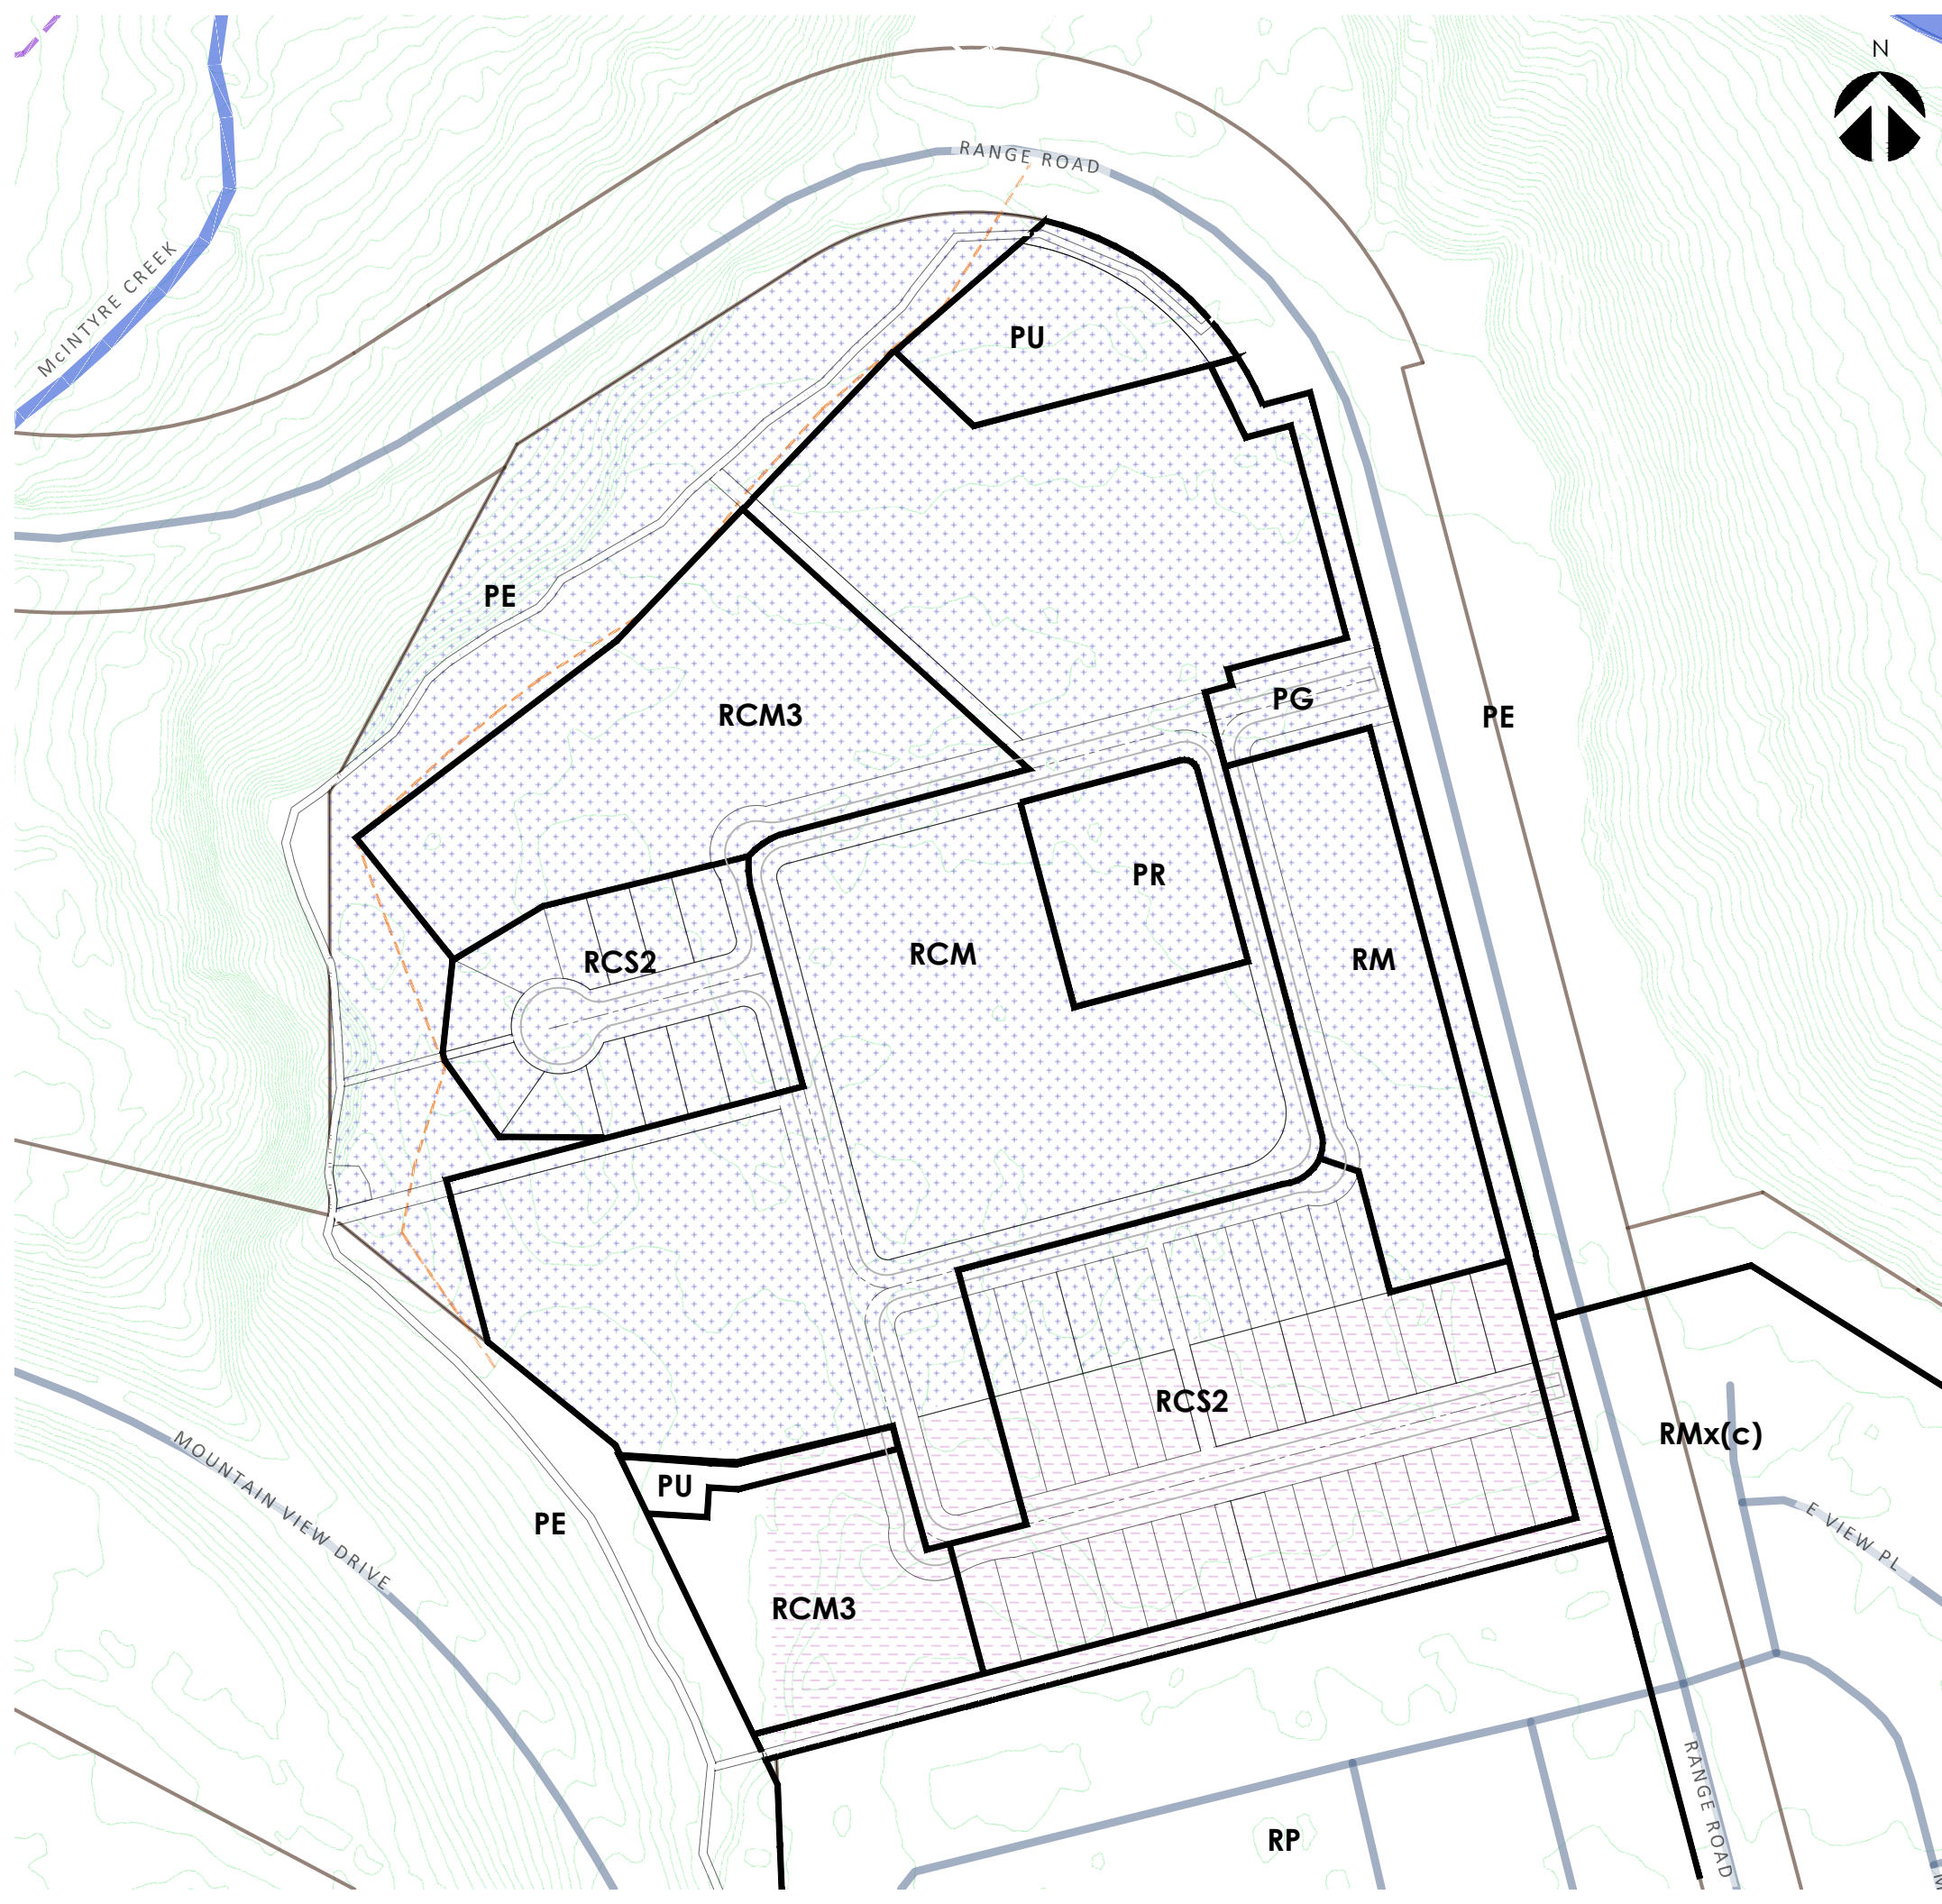 N
RANGE ROAD
McINTYRE CREEK
PU
PE
PG
RCM3
PE
PR
RCM
RM
RCS2
RCS2
RMx(c)
PU
E VIEW PL
PE
MOUNTAIN VIEW DRIVE
RCM3
RANGE ROAD
RP